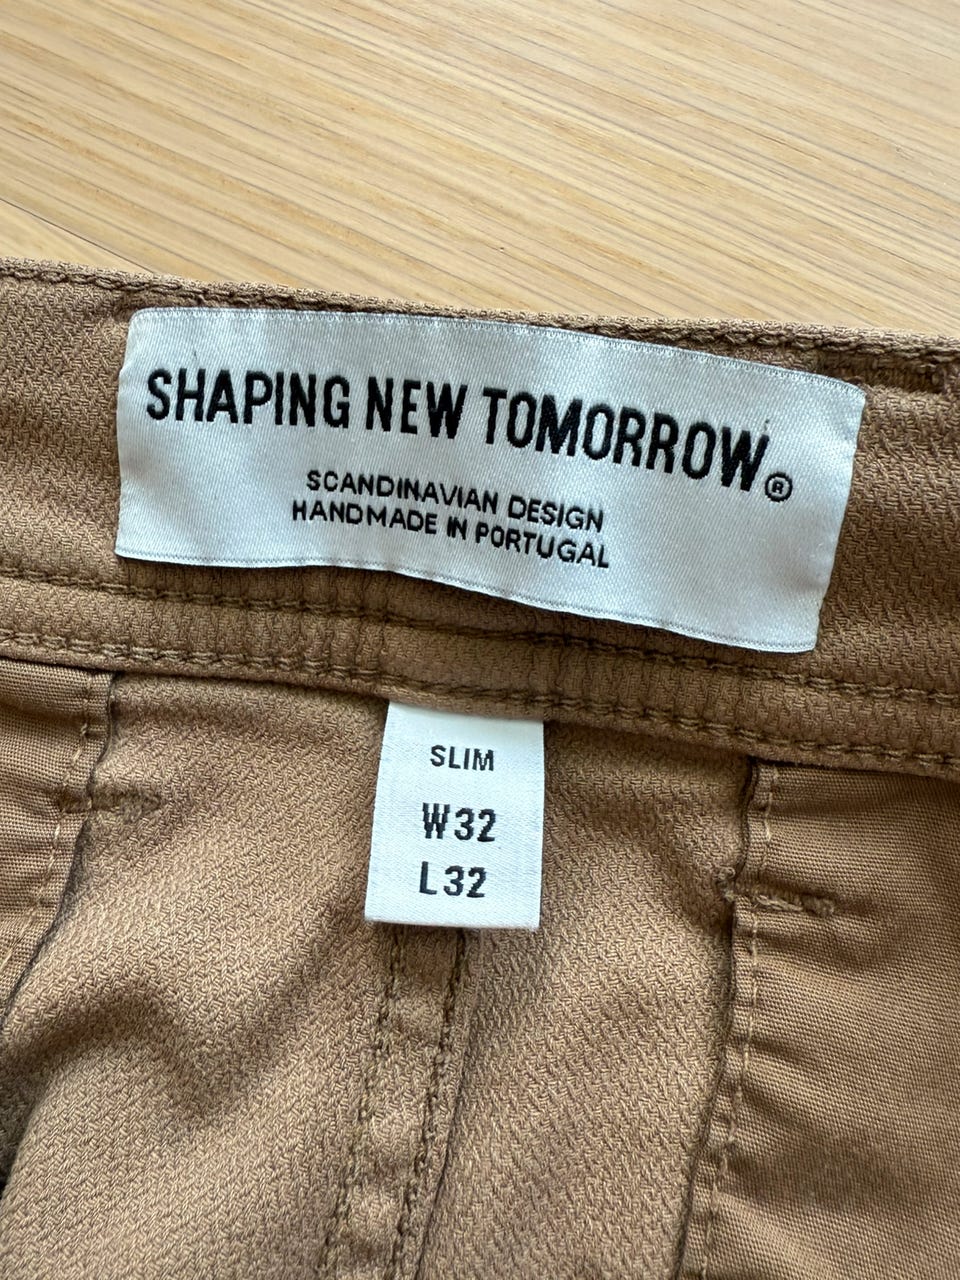 SHAPING NEW TOMORROW®
SCANDINAVIAN DESIGN
HANDMADE IN PORTUGAL
SLIM
W32
L32